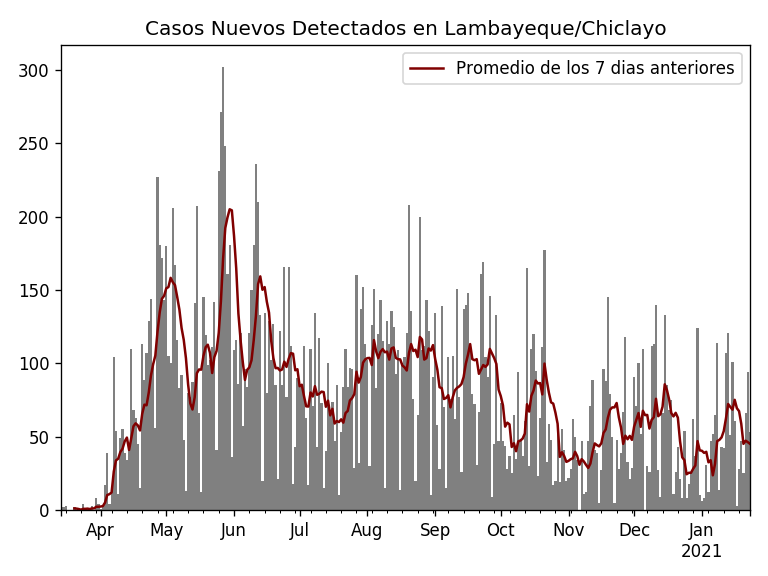 Casos Nuevos Detectados en Lambayeque/Chiclayo
Promedio de los 7 dias anteriores
300
250
200
150
100
50
0
Apr May Jun Jul Aug Sep Oct Nov Dec Jan
2021